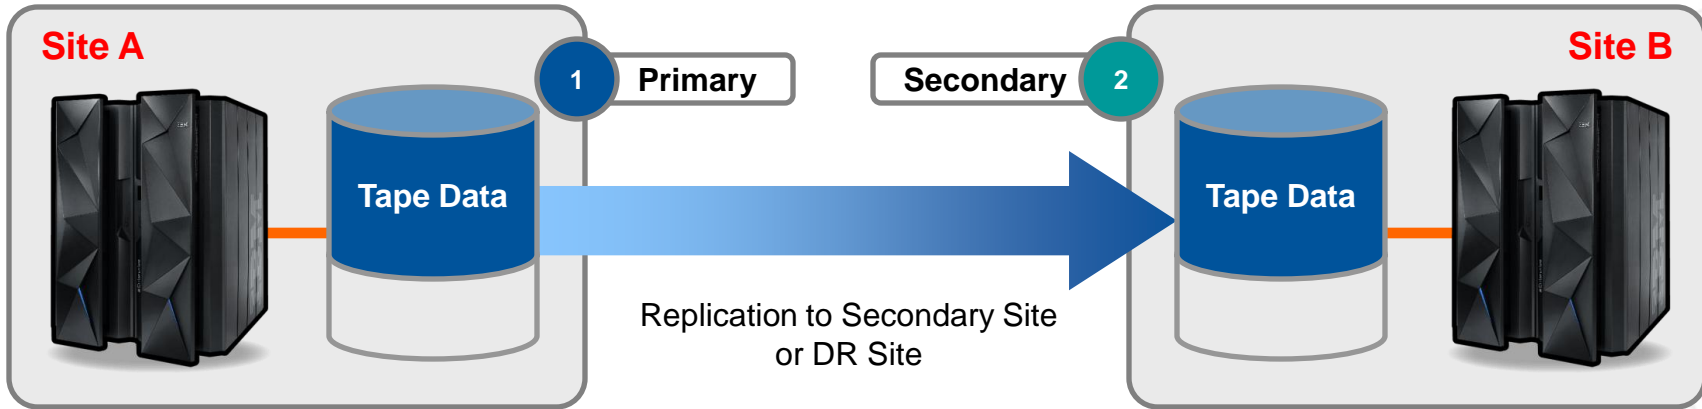 Site A
1
Primary
Secondary
2
Site B
Tape Data
Tape Data
Replication to Secondary Site
or DR Site